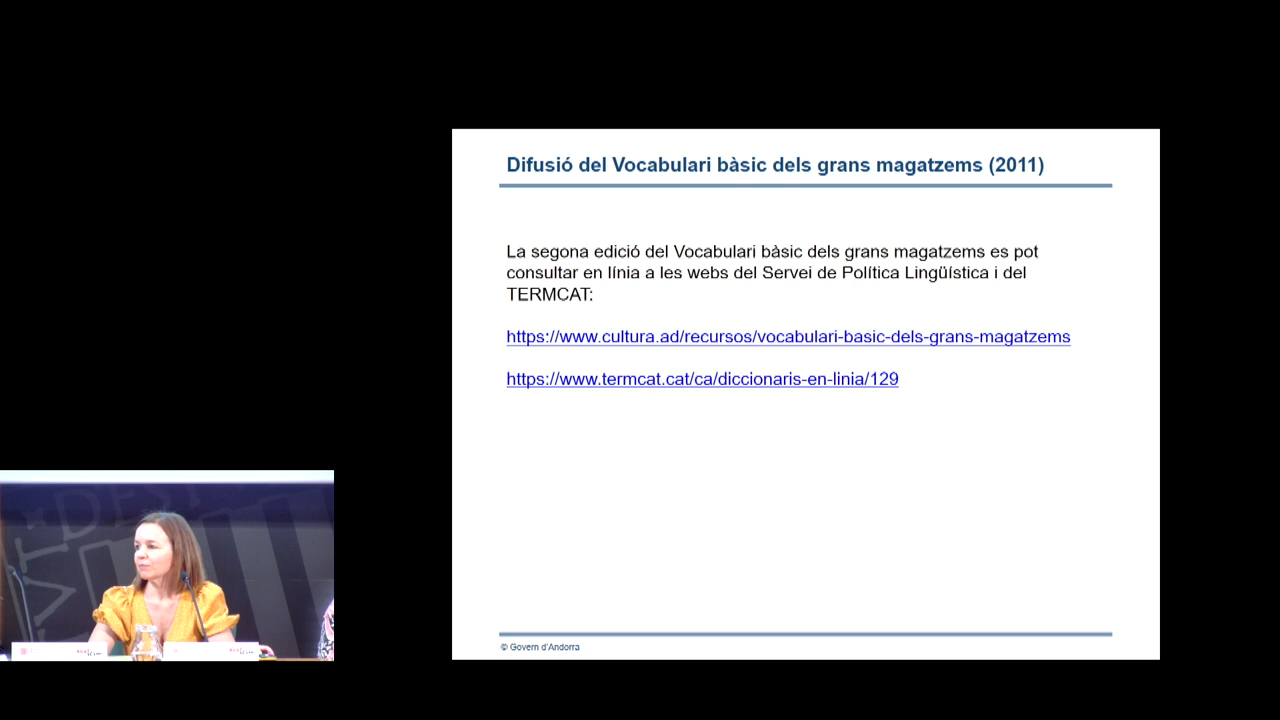 Difusió del Vocabulari bàsic dels grans magatzems (2011)
La segona edició del Vocabulari bàsic dels grans magatzems es pot
consultar en línia a les webs del Servei de Política Lingüística i del
TERMCAT:
https://www.cultura.ad/recursos/vocabulari-basic-dels-grans-magatzems
https://www.termcat.cat/ca/diccionaris-en-linia/129
© Govern d'Andorra